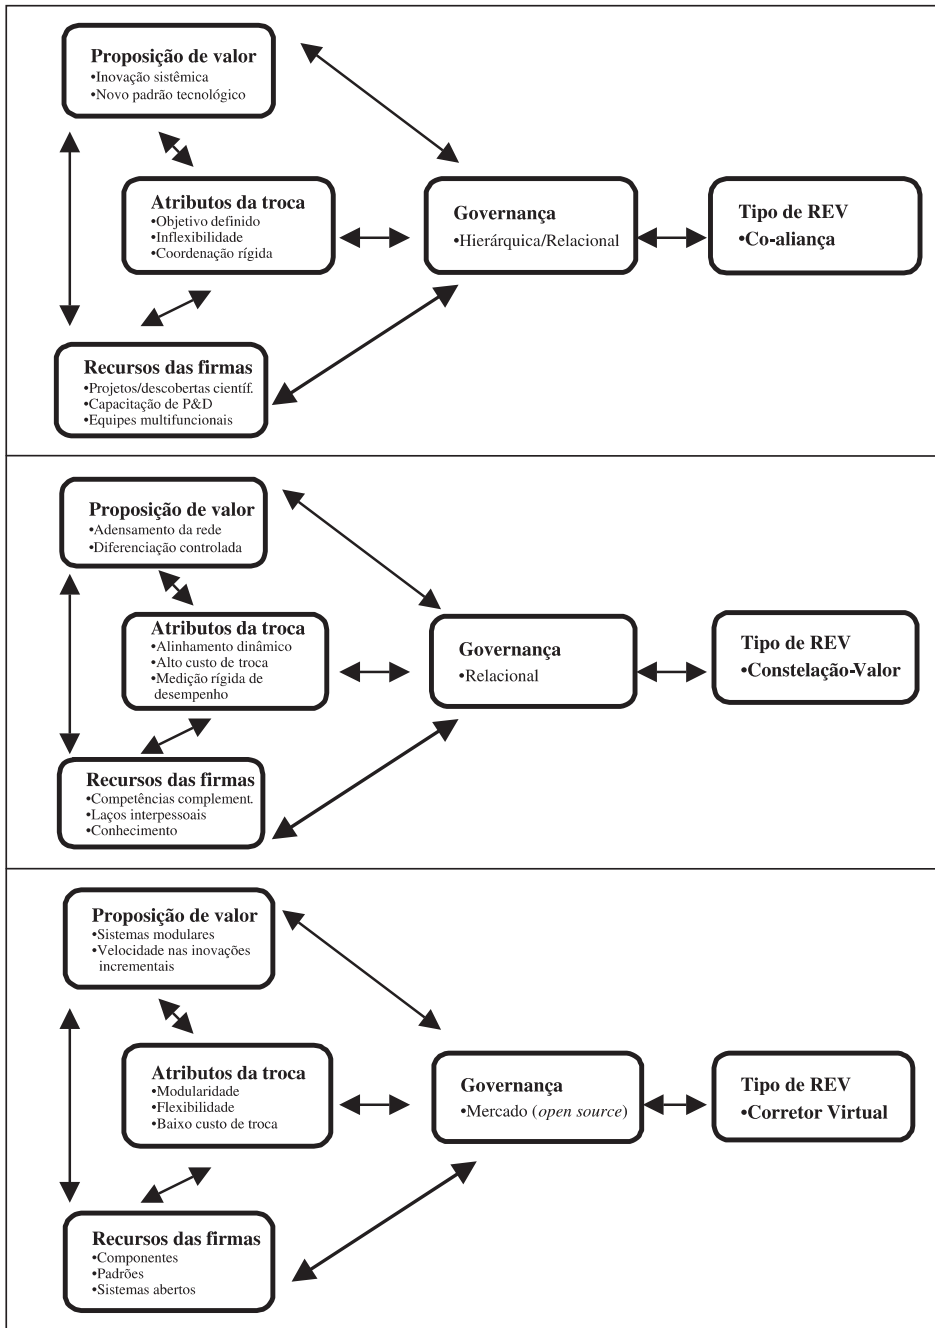 Proposição de valor
•Inovação sistêmica
•Novo padrão tecnológico
Atributos da troca
•Objetivo definido
•Inflexibilidade
•Coordenação rígida
Governança
•Hierárquica/Relacional
Tipo de REV
•Co-aliança
Recursos das firmas
•Projetos/descobertas científ.
•Capacitação de P&D
•Equipes multifuncionais
Proposição de valor
•Adensamento da rede
•Diferenciação controlada
Atributos da troca
•Alinhamento dinâmico
•Alto custo de troca
•Medição rígida de
desempenho
Governança
•Relacional
Tipo de REV
•Constelação-Valor
Recursos das firmas
•Competências complement.
•Laços interpessoais
•Conhecimento
Proposição de valor
•Sistemas modulares
•Velocidade nas inovações
incrementais
Atributos da troca
•Modularidade
•Flexibilidade
•Baixo custo de troca
Governança
•Mercado (open source)
Tipo de REV
•Corretor Virtual
Recursos das firmas
•Componentes
•Padrões
•Sistemas abertos